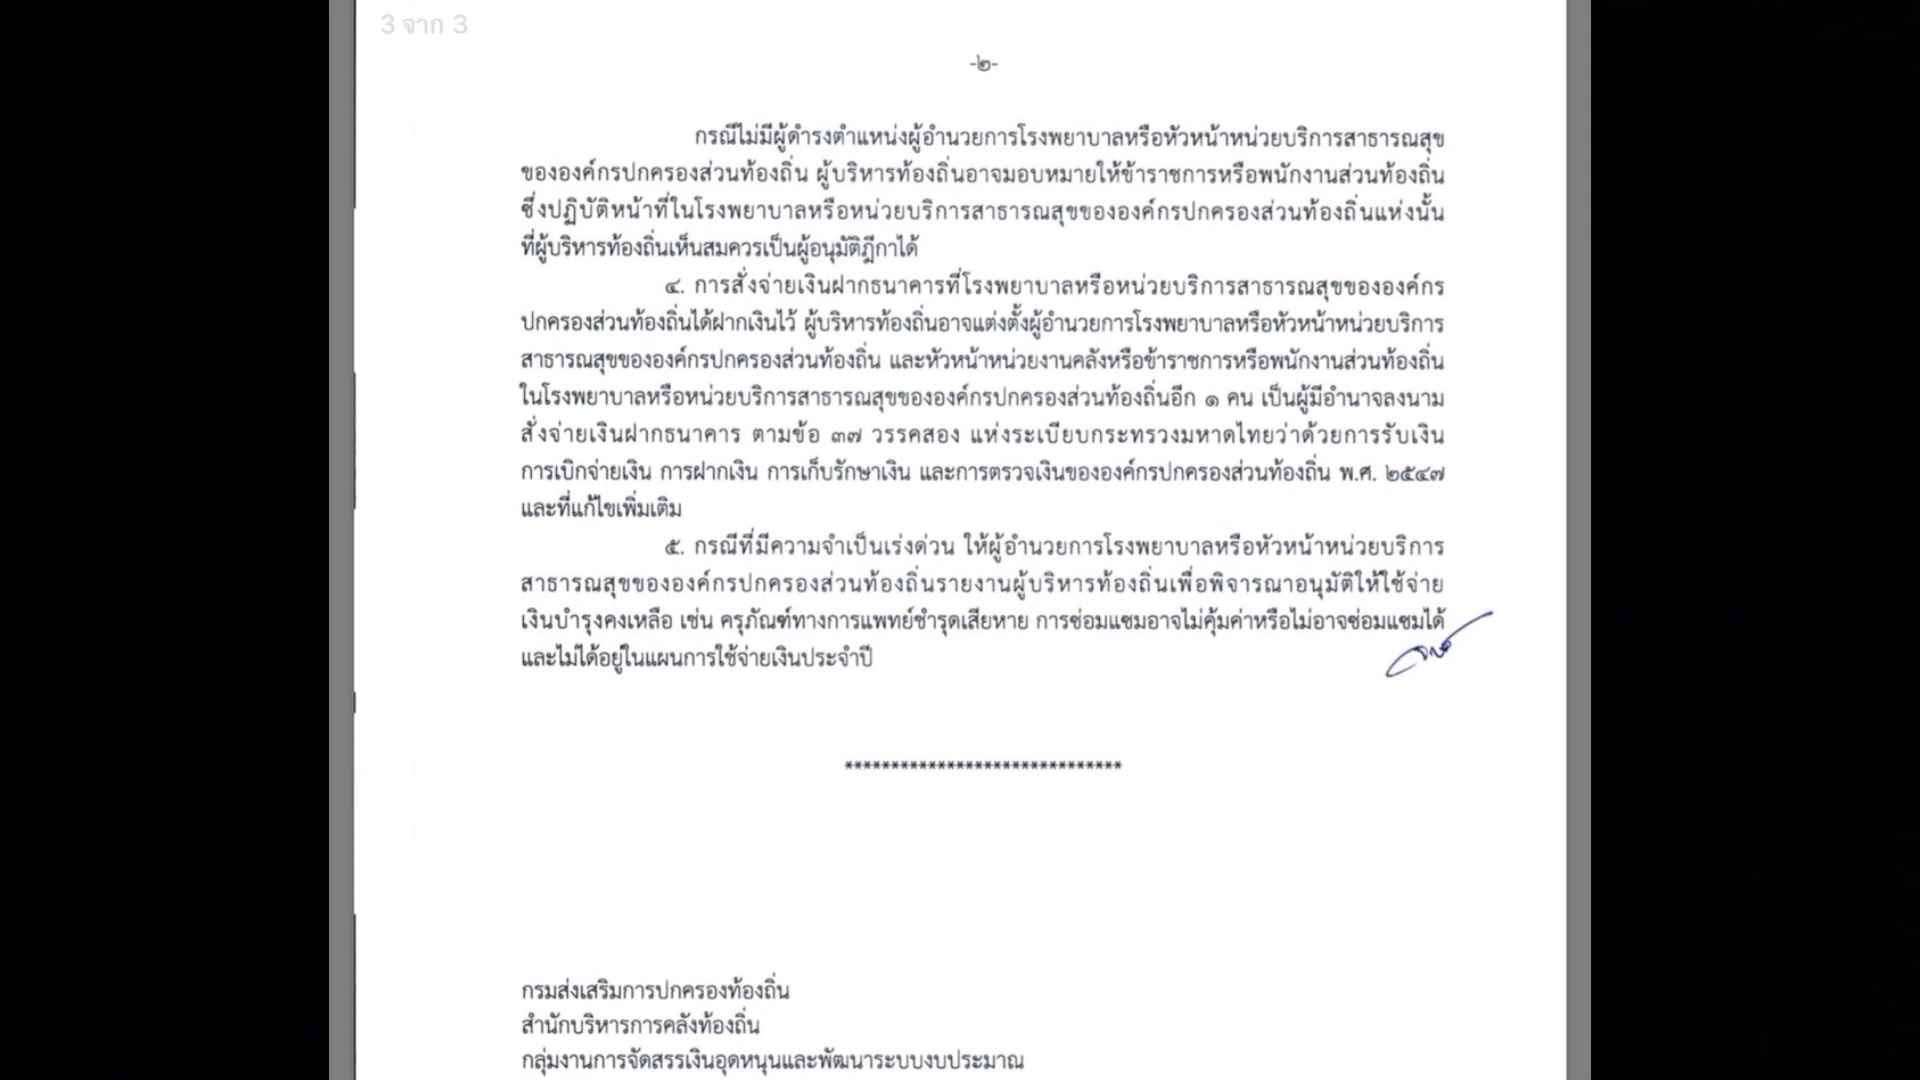 3 จาก 3
-๒-
กรณีไม่มีผู้ดำรงตำแหน่งผู้อำนวยการโรงพยาบาลหรือหัวหน้าหน่วยบริการสาธารณสุข
ขององค์กรปกครองส่วนท้องถิ่น ผู้บริหารท้องถิ่นอาจมอบหมายให้ข้าราชการหรือพนักงานส่วนท้องถิ่น
ซึ่งปฏิบัติหน้าที่ในโรงพยาบาลหรือหน่วยบริการสาธารณสุขขององค์กรปกครองส่วนท้องถิ่นแห่งนั้น
ที่ผู้บริหารท้องถิ่นเห็นสมควรเป็นผู้อนุมัติฎีกาได้
๔. การสั่งจ่ายเงินฝากธนาคารที่โรงพยาบาลหรือหน่วยบริการสาธารณสุขขององค์กร
ปกครองส่วนท้องถิ่นได้ฝากเงินไว้ ผู้บริหารท้องถิ่นอาจแต่งตั้งผู้อำนวยการโรงพยาบาลหรือหัวหน้าหน่วยบริการ
สาธารณสุขขององค์กรปกครองส่วนท้องถิ่น และหัวหน้าหน่วยงานคลังหรือข้าราชการหรือพนักงานส่วนท้องถิ่น
ในโรงพยาบาลหรือหน่วยบริการสาธารณสุขขององค์กรปกครองส่วนท้องถิ่นอีก ๑ คน เป็นผู้มีอำนาจลงนาม
สั่งจ่ายเงินฝากธนาคาร ตามข้อ ๓๗ วรรคสอง แห่งระเบียบกระทรวงมหาดไทยว่าด้วยการรับเงิน
การเบิกจ่ายเงิน การฝากเงิน การเก็บรักษาเงิน และการตรวจเงินขององค์กรปกครองส่วนท้องถิ่น พ.ศ. ๒๕๔๗
และที่แก้ไขเพิ่มเติม
๕. กรณีที่มีความจำเป็นเร่งด่วน ให้ผู้อำนวยการโรงพยาบาลหรือหัวหน้าหน่วยบริการ
สาธารณสุขขององค์กรปกครองส่วนท้องถิ่นรายงานผู้บริหารท้องถิ่นเพื่อพิจารณาอนุมัติให้ใช้จ่าย
เงินบำรุงคงเหลือ เช่น ครุภัณฑ์ทางการแพทย์ชำรุดเสียหาย การซ่อมแซมอาจไม่คุ้มค่าหรือไม่อาจซ่อมแซมได้
และไม่ได้อยู่ในแผนการใช้จ่ายเงินประจำปี
******************************
กรมส่งเสริมการปกครองท้องถิ่น
สำนักบริหารการคลังท้องถิ่น
กลุ่มงานการจัดสรรเงินอุดหนุนและพัฒนาระบบงบประมาณ